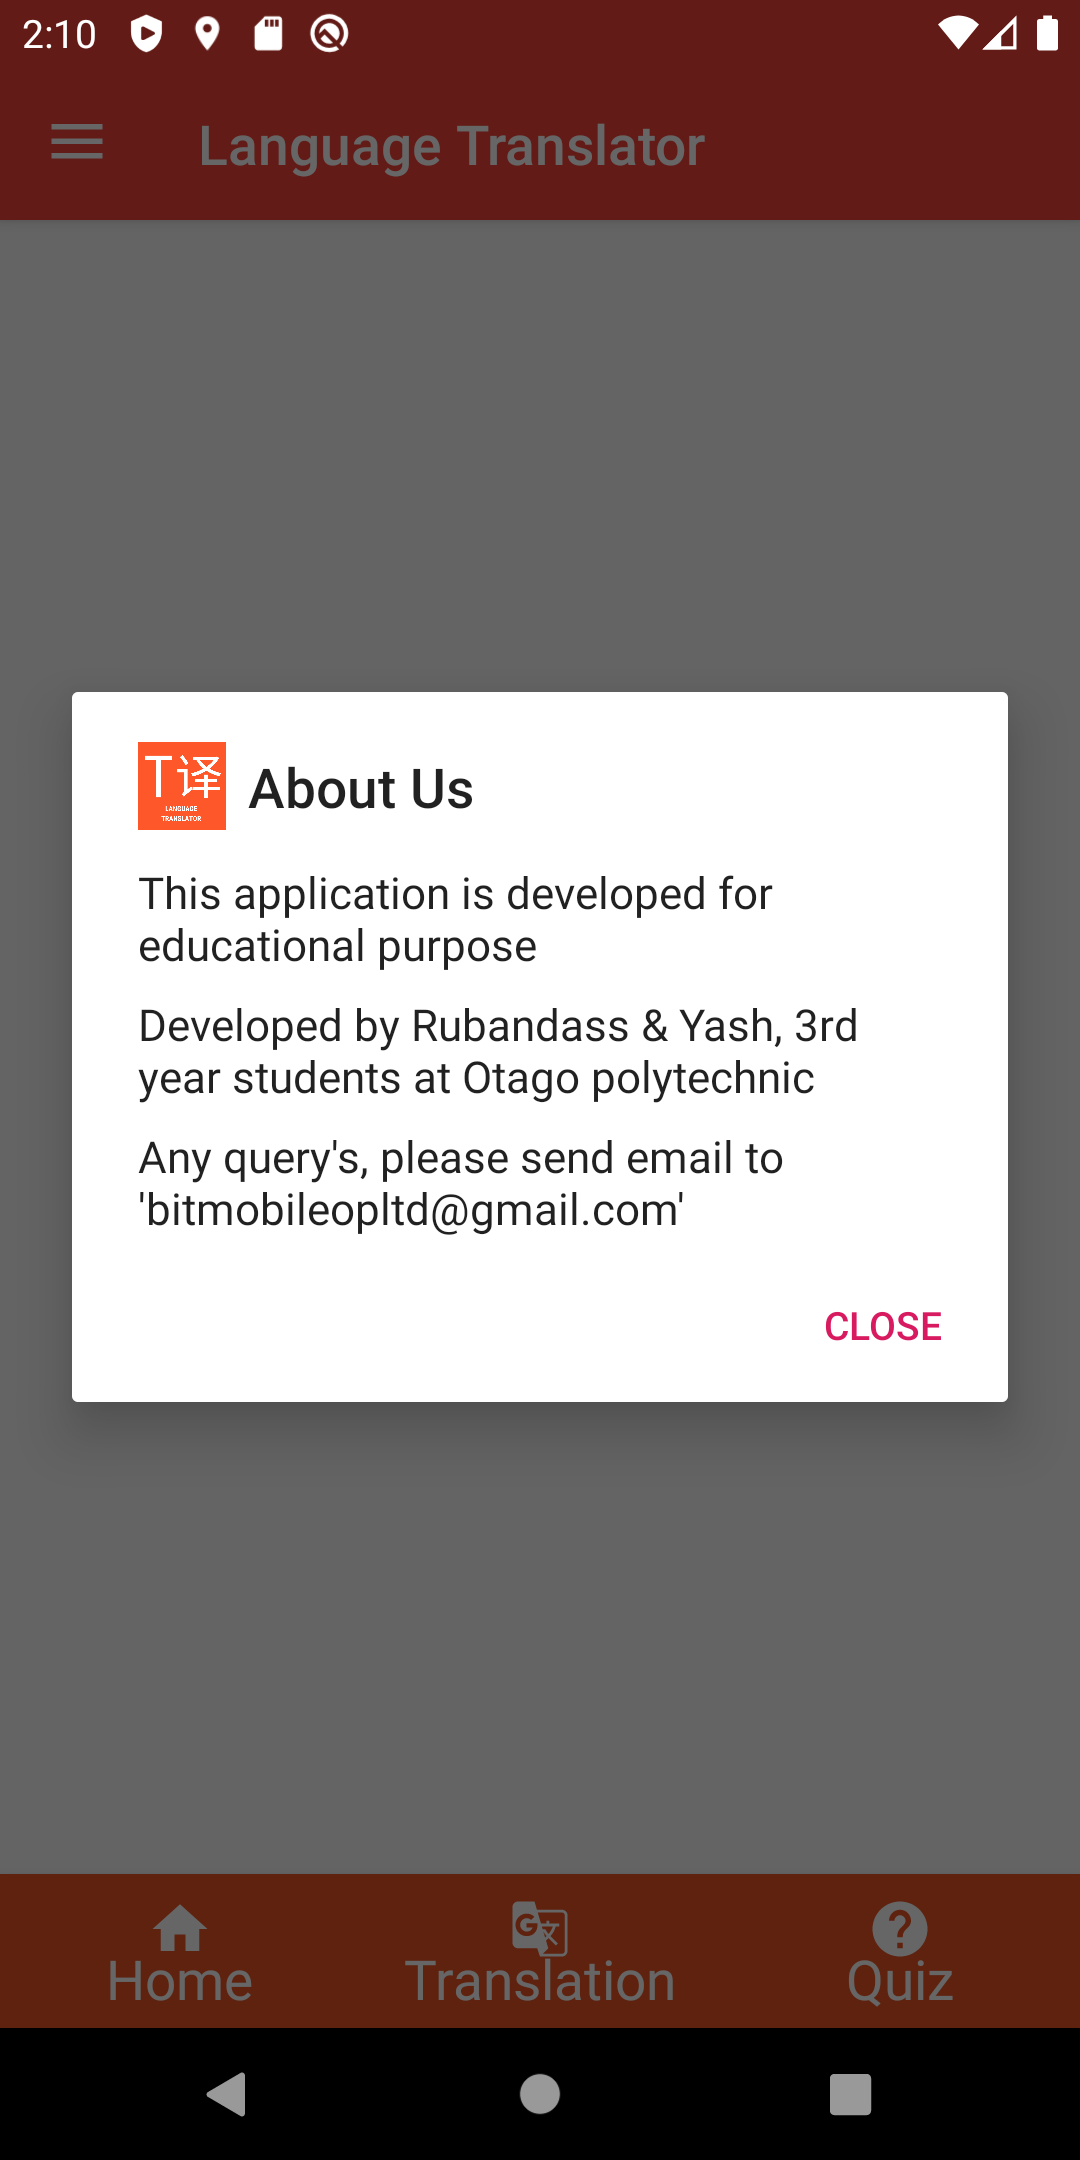 2:10
Language Translator
T译
LANGUAGE
TRANSLATOR
About Us
This application is developed for
educational purpose
Developed by Rubandass & Yash, 3rd
year students at Otago polytechnic
Any query's, please send email to
'bitmobileopltd@gmail.com'
CLOSE
G文
Home
Translation
?
Quiz